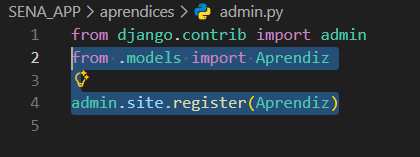 SENA_APP > aprendices > admin.py
1 from django.contrib import admin
2 from .models import Aprendiz
3
4 admin.site.register(Aprendiz)
5